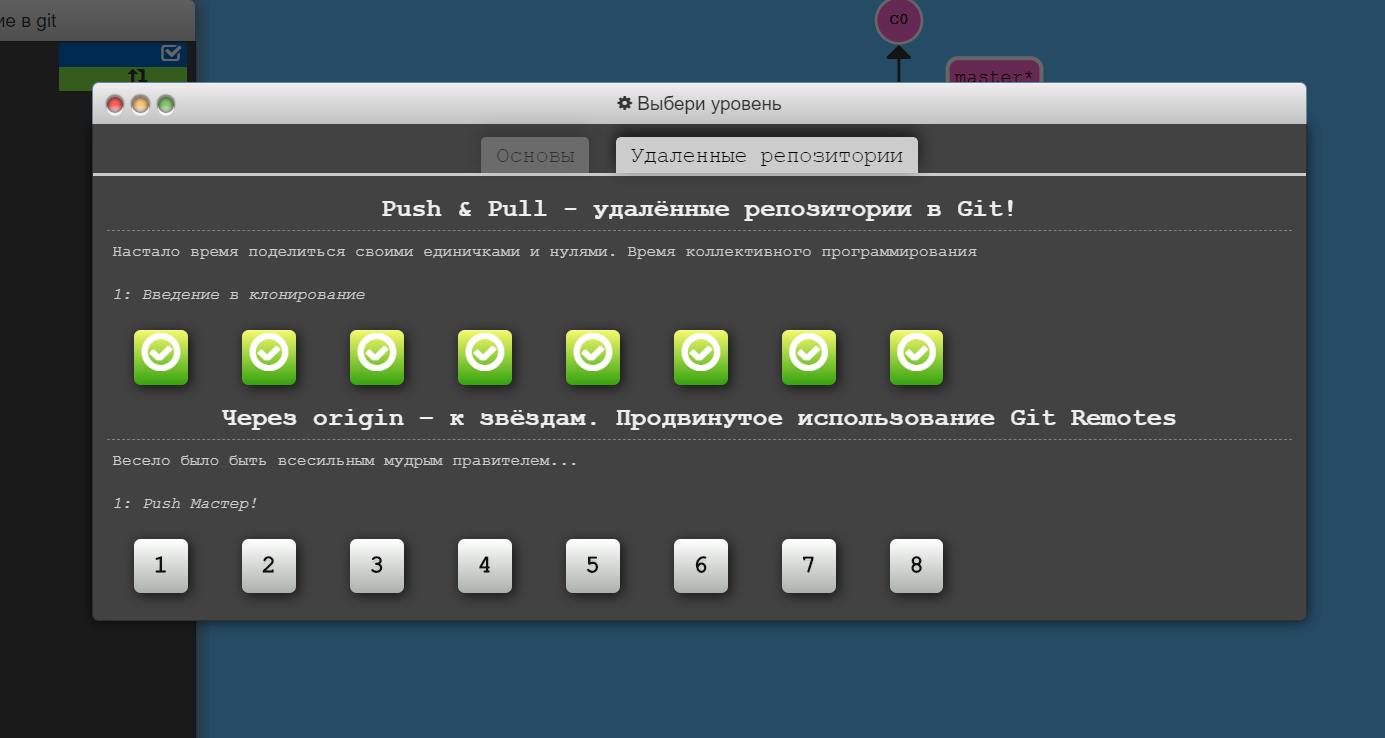 ие в git
C0
master*
Выбери уровень
Основы
Удаленные репозитории
Push & Pull - удалённые репозитории в Git!
Настало время поделиться своими единичками и нулями. Время коллективного программирования
1: Введение в клонирование
Через origin – к звёздам. Продвинутое использование Git Remotes
Весело было быть всесильным мудрым правителем...
1: Push Мастер!
1 2 3 4 5 6 7 8